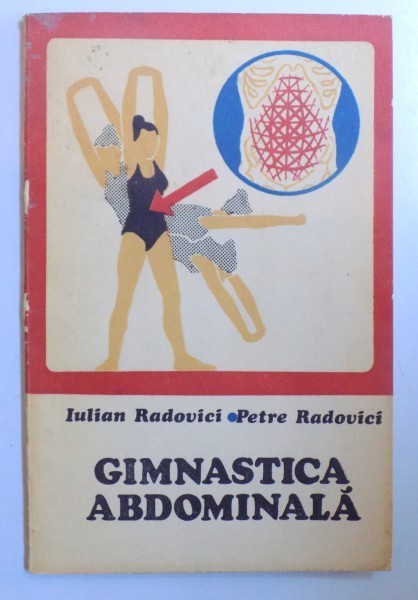 Iulian Radovici • Petre Radovici
GIMNASTICA
ABDOMINALĂ